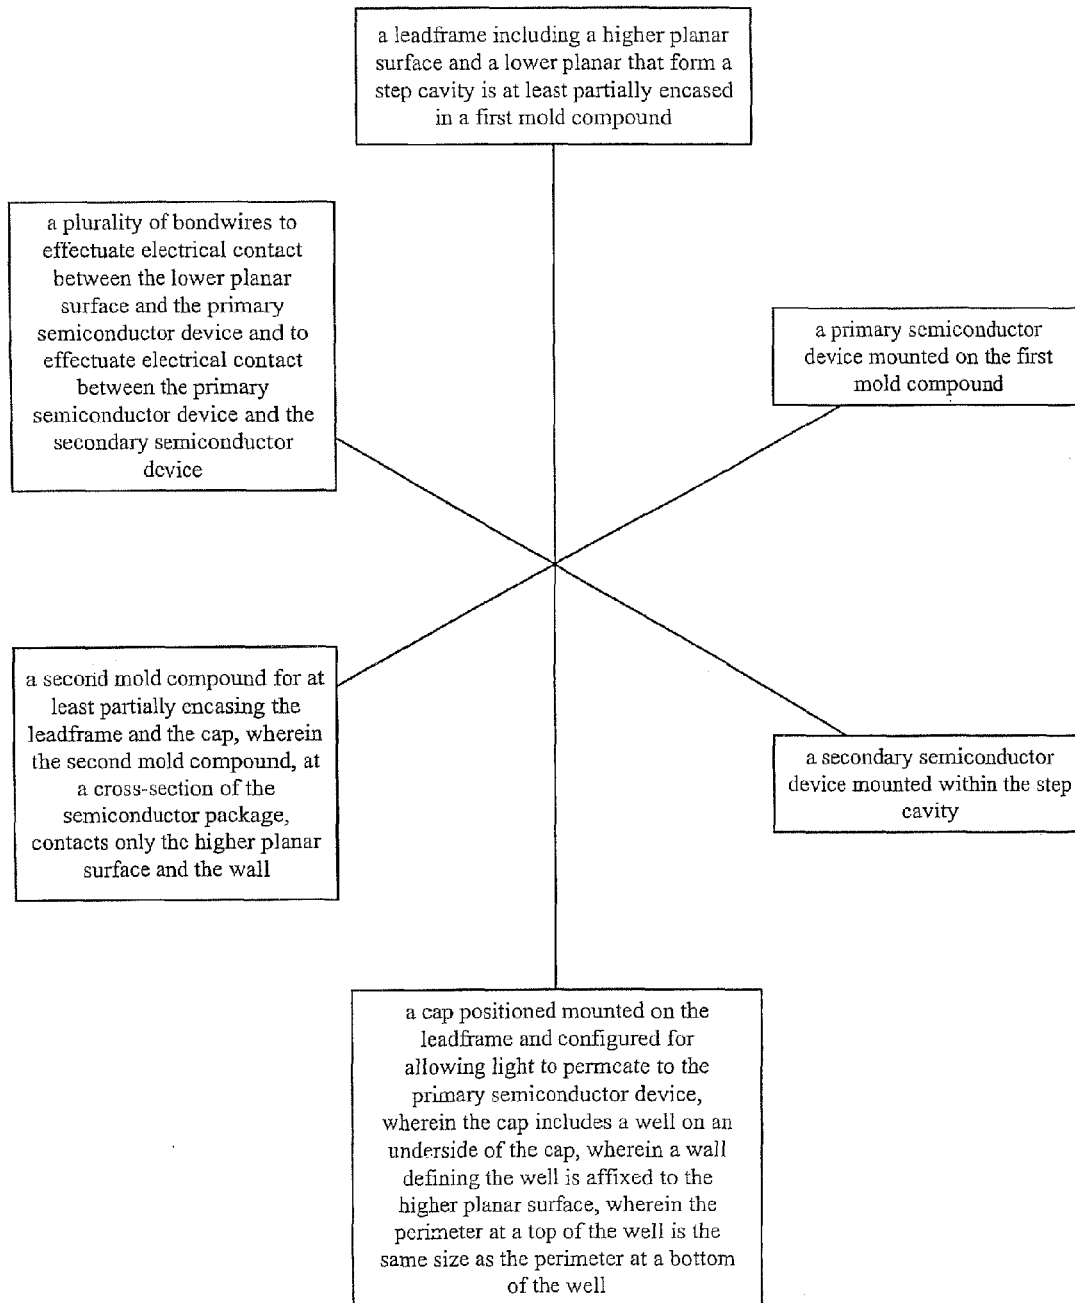 a leadframe including a higher planar
surface and a lower planar that form a
step cavity is at least partially encased
in a first mold compound
a plurality of bondwires to
effectuate electrical contact
between the lower planar
surface and the primary
semiconductor device and to
effectuate electrical contact
between the primary
semiconductor device and the
secondary semiconductor
device
a primary semiconductor
device mounted on the first
mold compound
a second mold compound for at
least partially encasing the
leadframe and the cap, wherein
the second mold compound, at
a cross-section of the
semiconductor package,
contacts only the higher planar
surface and the wall
a secondary semiconductor
device mounted within the step
cavity
a cap positioned mounted on the
leadframe and configured for
allowing light to permeate to the
primary semiconductor device,
wherein the cap includes a well on an
underside of the cap, wherein a wall
defining the well is affixed to the
higher planar surface, wherein the
perimeter at a top of the well is the
same size as the perimeter at a bottom
of the well